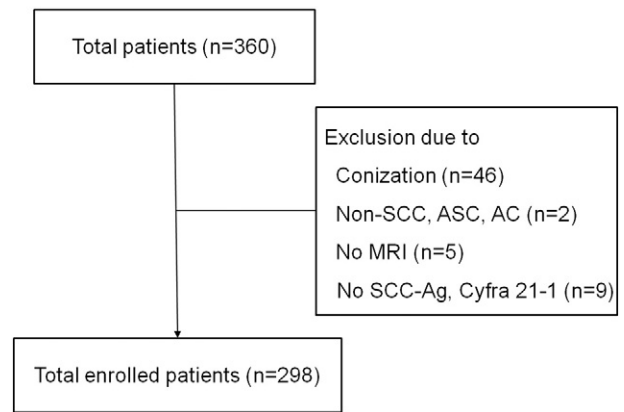 Total patients (n=360)
Exclusion due to
Conization (n=46)
Non-SCC, ASC, AC (n=2)
No MRI (n=5)
No SCC-Ag, Cyfra 21-1 (n=9)
Total enrolled patients (n=298)